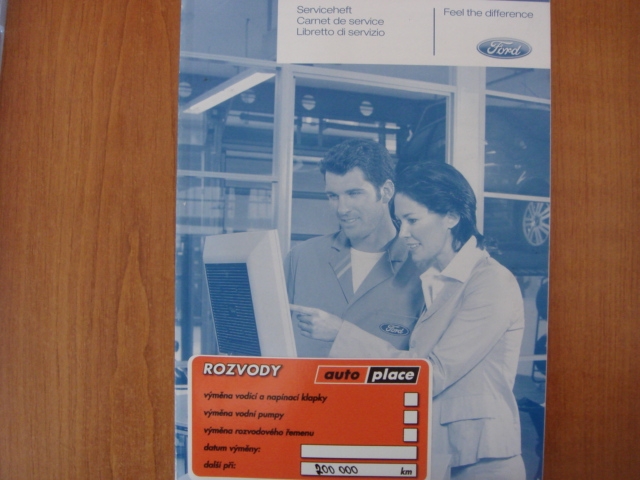 Serviceheft
Carnet de service
Libretto di servizio
Feel the difference
Ford
Ford
ROZVODY
auto place
výměna vodící a napínací kladky
výměna vodní pumpy
výměna rozvodového řemenu
datum výměny:
další při: 200 000 km